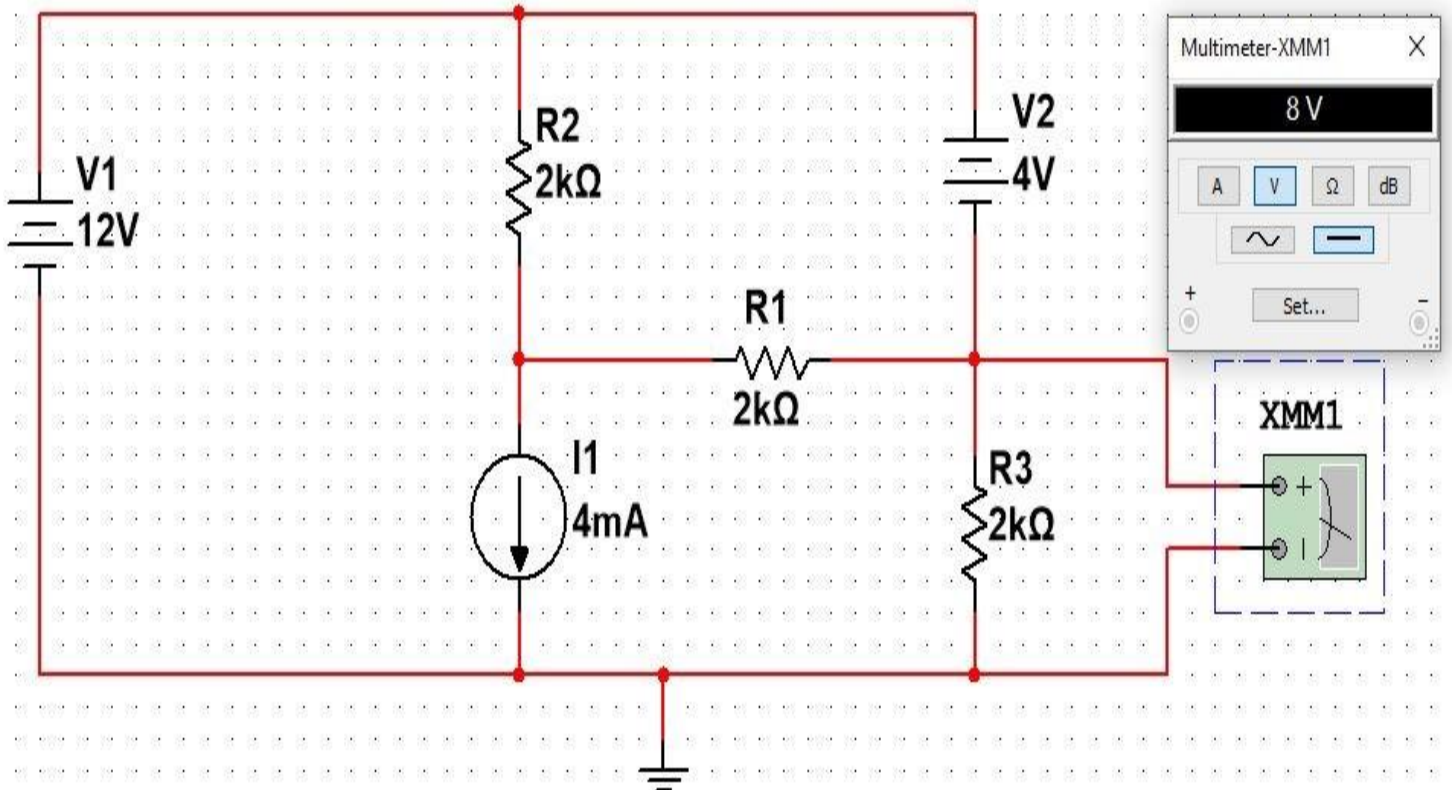 V1
12V
R2
2kΩ
V2
4V
R1
2kΩ
I1
4mA
R3
2kΩ
Multimeter-XMM1 X
8 V
A V Ω dB
+ Set... -
XMM1
+